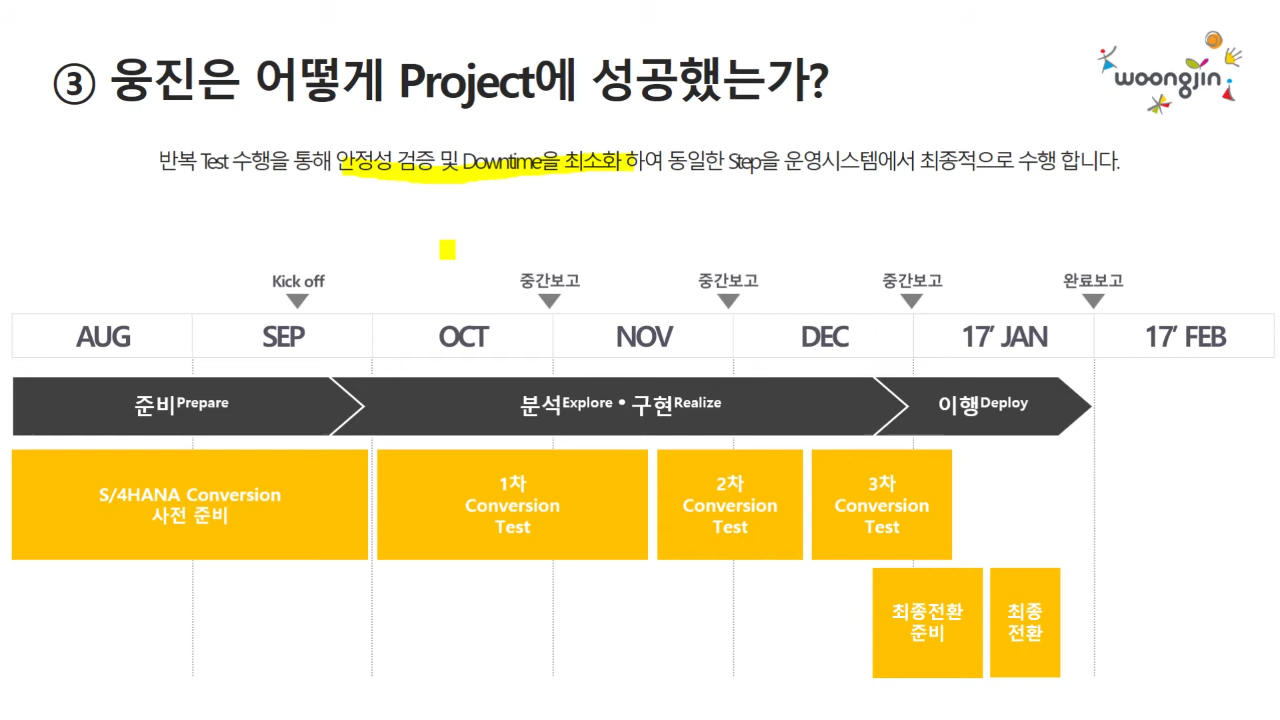 ③ 웅진은 어떻게 Project에 성공했는가?
woongjin
반복 Test 수행을 통해 안정성 검증 및 Downtime을 최소화 하여 동일한 Step을 운영시스템에서 최종적으로 수행 합니다.
Kick off 중간보고 중간보고 중간보고 완료보고
AUG SEP OCT NOV DEC 17’ JAN 17’ FEB
준비Prepare 분석Explore • 구현Realize 이행Deploy
S/4HANA Conversion
사전 준비
1차
Conversion
Test
2차
Conversion
Test
3차
Conversion
Test
최종전환
준비
최종
전환